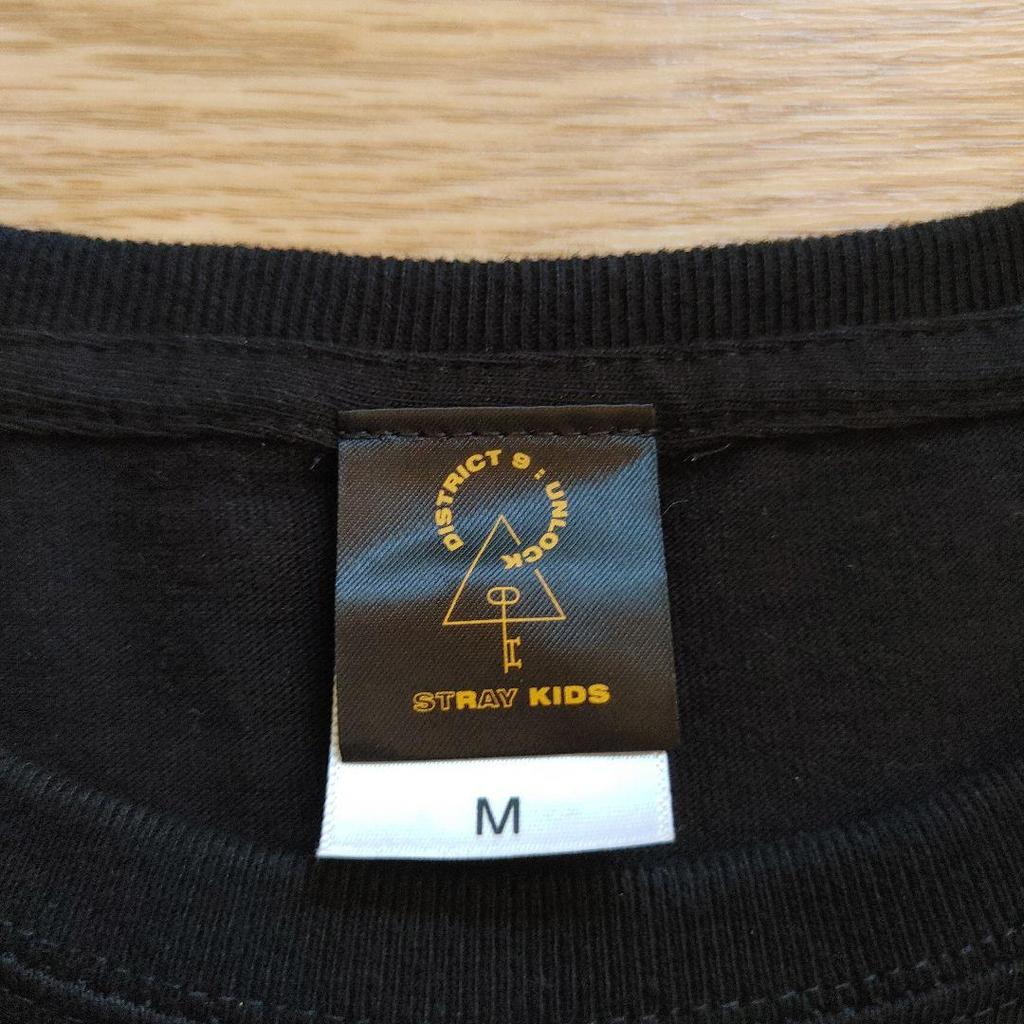 DISTRICT 9 : UNLOCK
STRAY KIDS
M